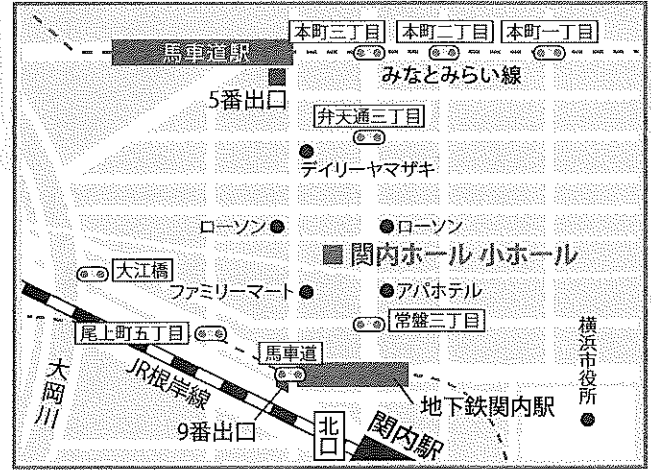 本町三丁目
本町二丁目
本町一丁目
馬車道駅
みなとみらい線
5番出口
弁天通三丁目
デイリーヤマザキ
ローソン
ローソン
関内ホール 小ホール
大江橋
ファミリーマート
アパホテル
尾上町五丁目
常盤三丁目
横浜市役所
馬車道
大岡川
JR根岸線
地下鉄関内駅
9番出口
北口
関内駅